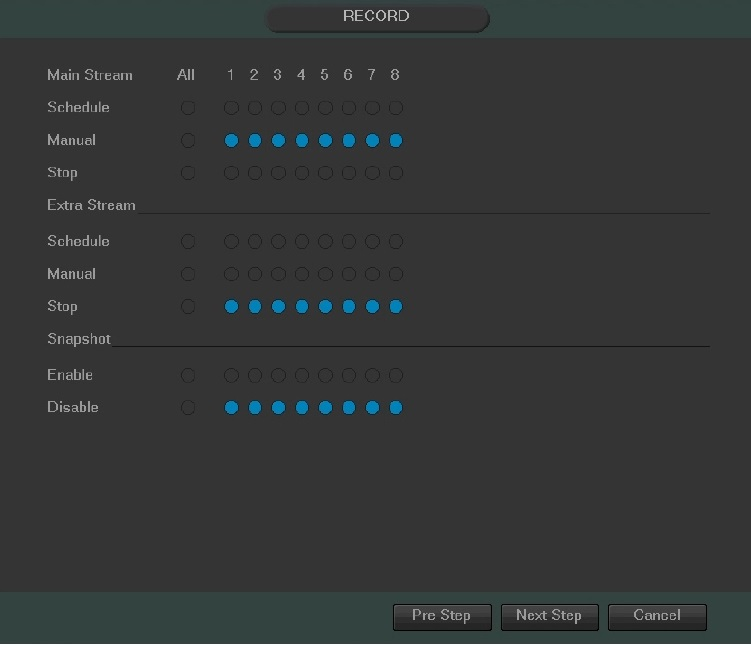 RECORD
Main Stream All 1 2 3 4 5 6 7 8
Schedule
Manual
Stop
Extra Stream
Schedule
Manual
Stop
Snapshot
Enable
Disable
Pre Step Next Step Cancel